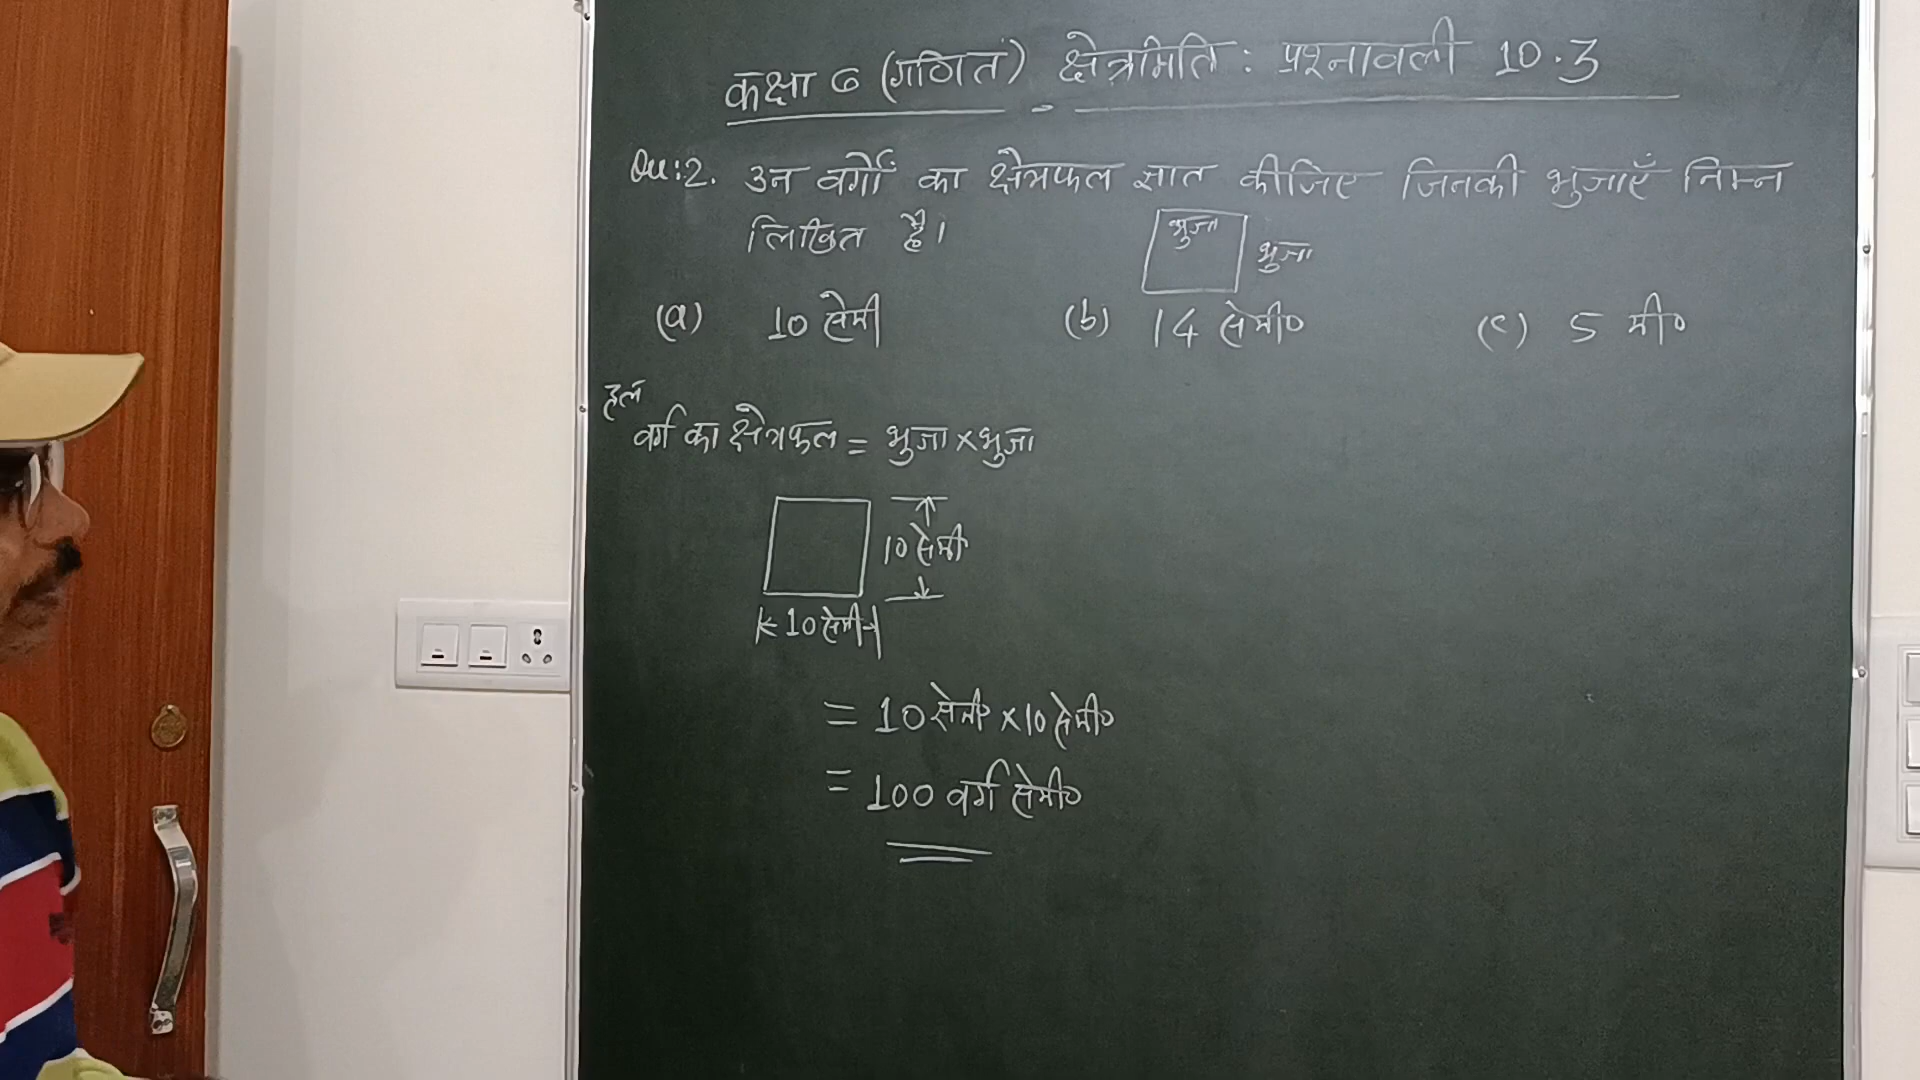 कक्षा 6 (गणित) क्षेत्रमिति : प्रश्नावली 10.3
Qu:2. उन वर्गों का क्षेत्रफल ज्ञात कीजिए जिनकी भुजाएँ निम्न
लिखित है।
भुजा
भुजा
(a) 10 सेमी (b) 14 सेमी० (c) 5 मी०
हल
वर्ग का क्षेत्रफल = भुजा × भुजा
10 सेमी
10 सेमी
= 10 सेमी० × 10 सेमी०
= 100 वर्ग सेमी०